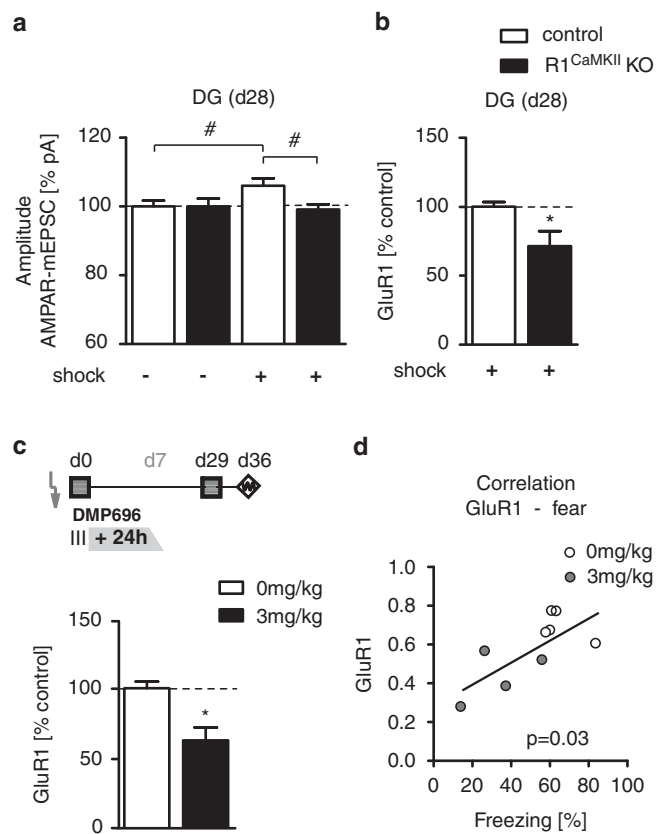 a
b
control
R1^CaMKII KO
DG (d28)
Amplitude
AMPAR-mEPSC [% pA]
120
100
80
60
#
#
shock - - + +
DG (d28)
GluR1 [% control]
150
100
50
0
*
shock + +
c
d0 d7 d29 d36
DMP696
III + 24h
0mg/kg
3mg/kg
GluR1 [% control]
150
100
50
0
*
d
Correlation
GluR1 - fear
0mg/kg
3mg/kg
GluR1
1.0
0.8
0.6
0.4
0.2
0.0
p=0.03
0 20 40 60 80 100
Freezing [%]